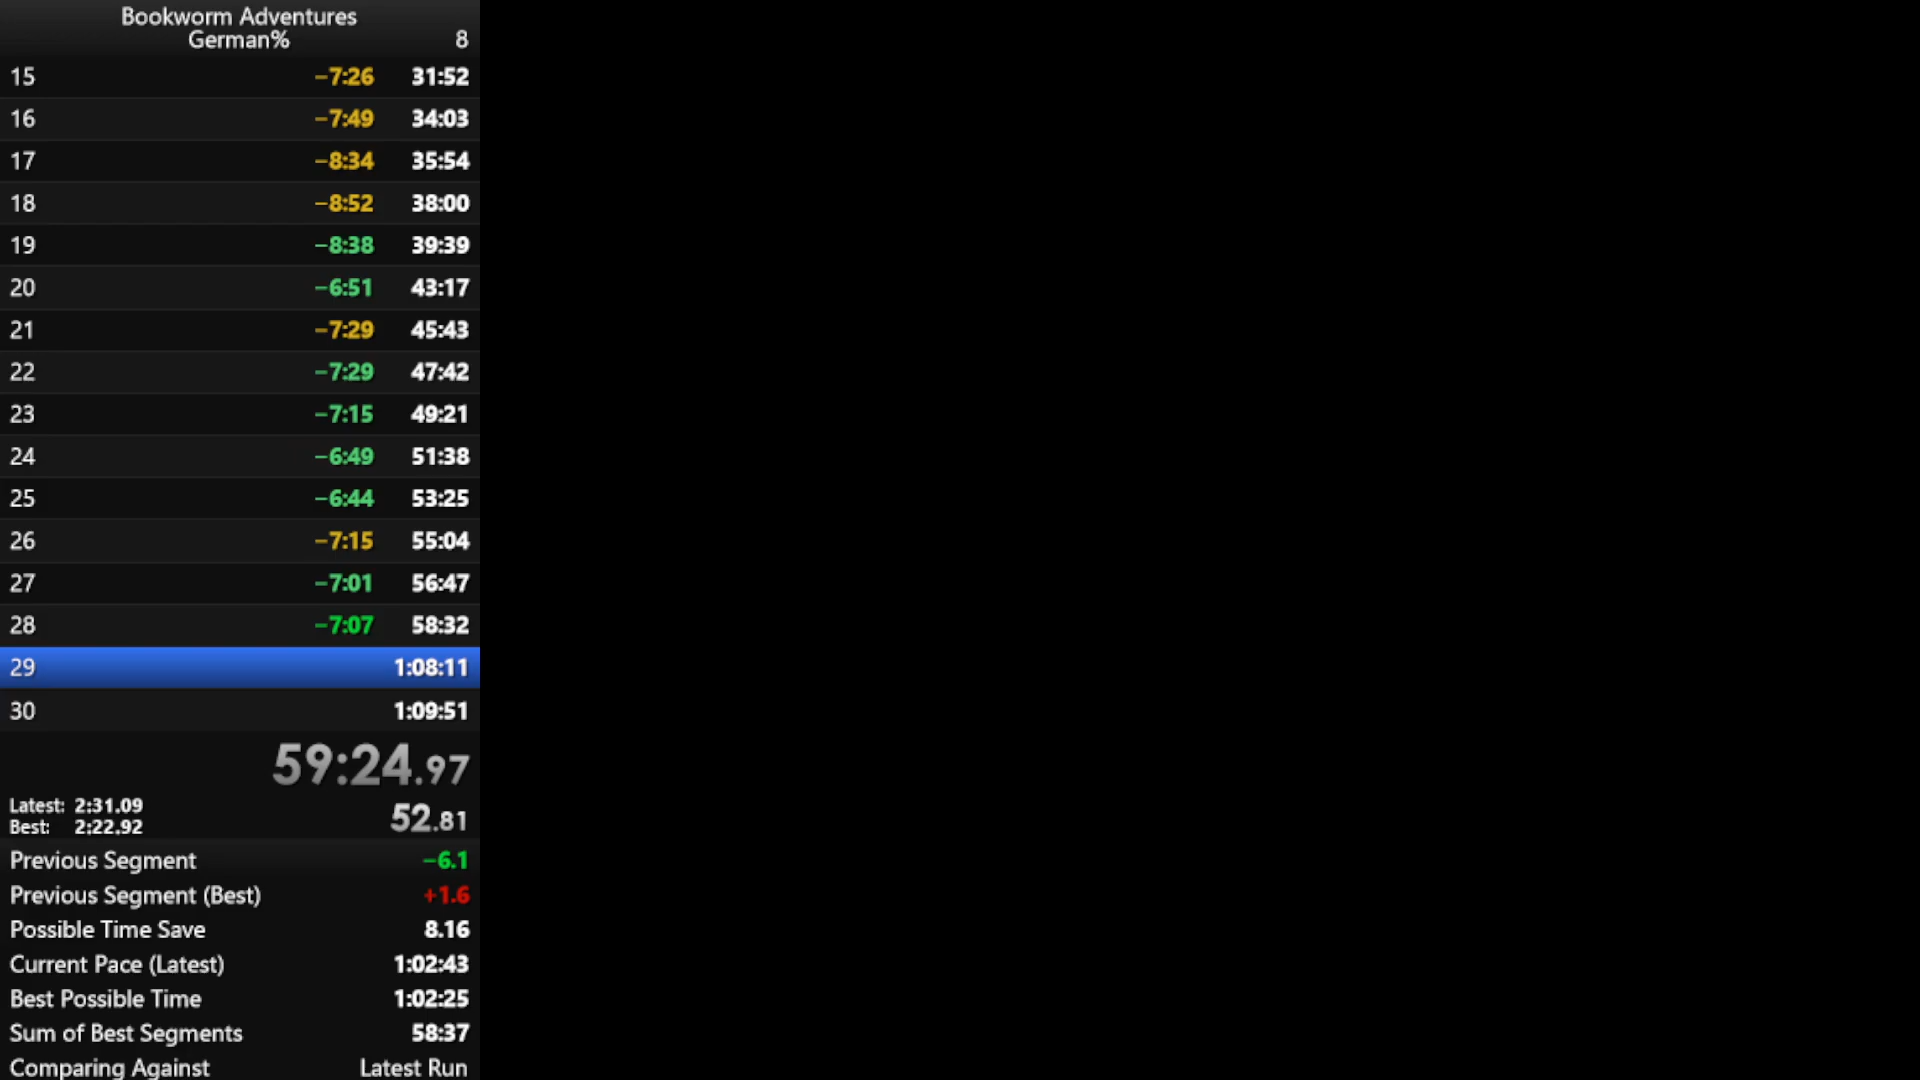 Bookworm Adventures
German% 8
15 −7:26 31:52
16 −7:49 34:03
17 −8:34 35:54
18 −8:52 38:00
19 −8:38 39:39
20 −6:51 43:17
21 −7:29 45:43
22 −7:29 47:42
23 −7:15 49:21
24 −6:49 51:38
25 −6:44 53:25
26 −7:15 55:04
27 −7:01 56:47
28 −7:07 58:32
29 1:08:11
30 1:09:51
59:24.97
Latest: 2:31.09
Best: 2:22.92
52.81
Previous Segment −6.1
Previous Segment (Best) +1.6
Possible Time Save 8.16
Current Pace (Latest) 1:02:43
Best Possible Time 1:02:25
Sum of Best Segments 58:37
Comparing Against Latest Run